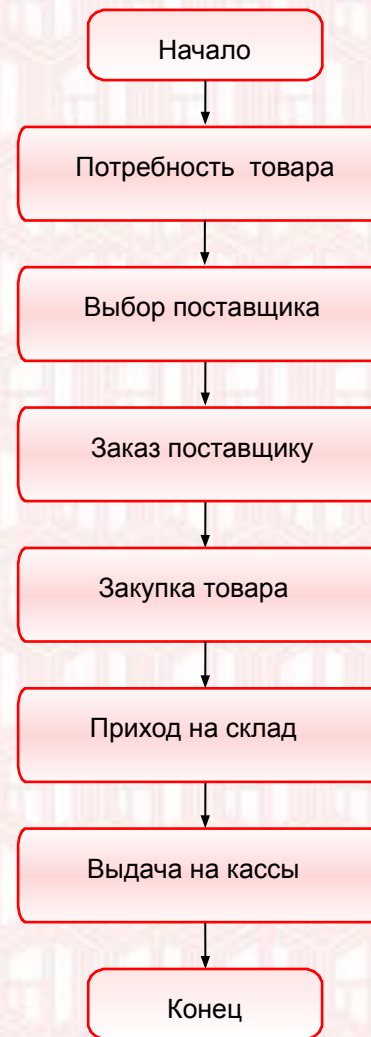 Начало
Потребность товара
Выбор поставщика
Заказ поставщику
Закупка товара
Приход на склад
Выдача на кассы
Конец